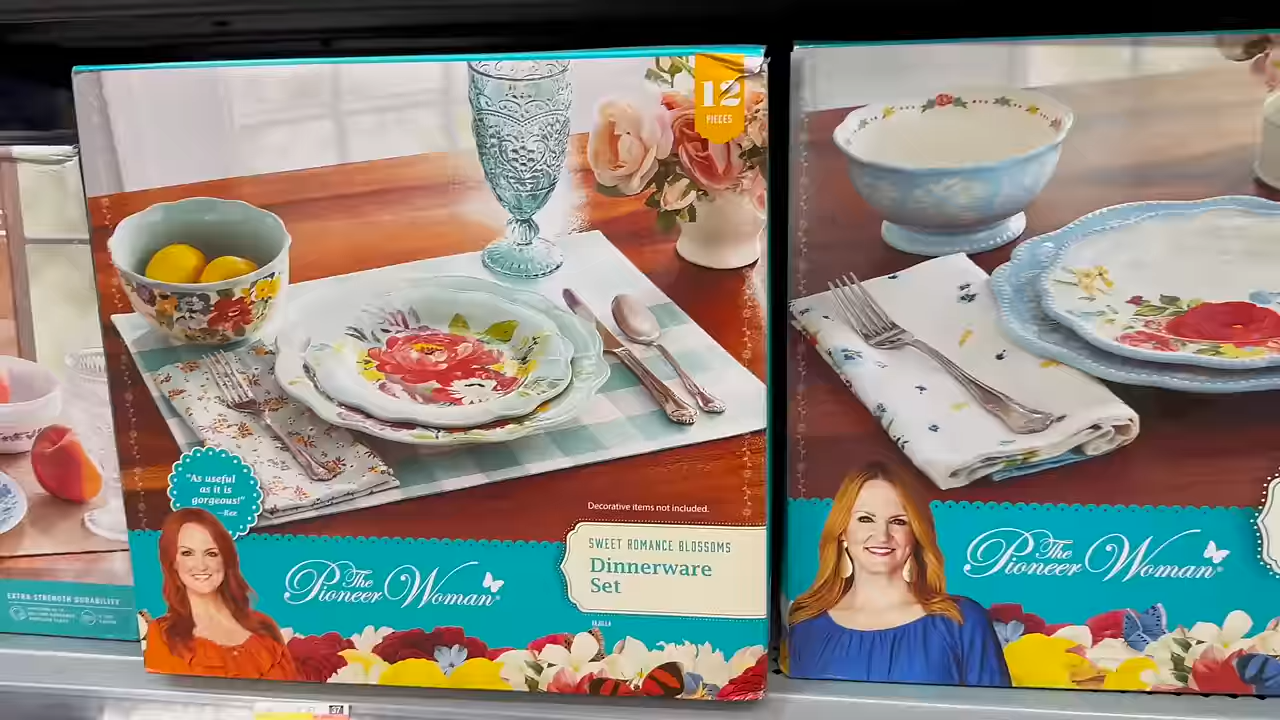 12
PIECES
"As useful
as it is
gorgeous!"
—Ree
Decorative items not included.
SWEET ROMANCE BLOSSOMS
Dinnerware
Set
The
Pioneer Woman
The
Pioneer Woman®
EXTRA-STRENGTH DURABILITY
37